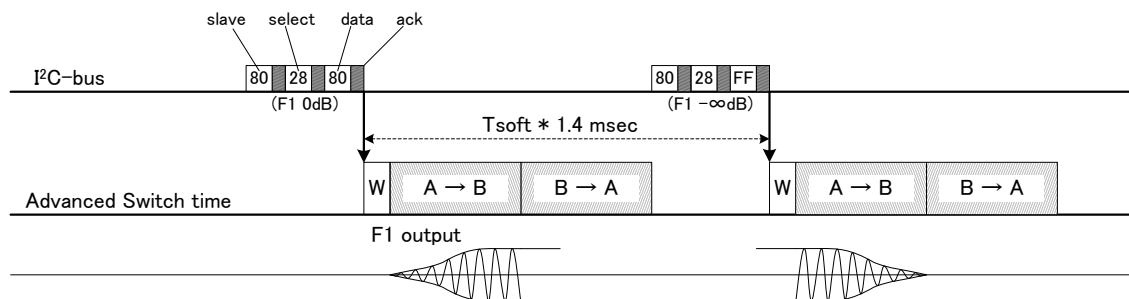 slave select data ack
I²C-bus 80 28 80 80 28 FF
(F1 0dB) (F1 −∞dB)
Tsoft * 1.4 msec
Advanced Switch time W A → B B → A W A → B B → A
F1 output